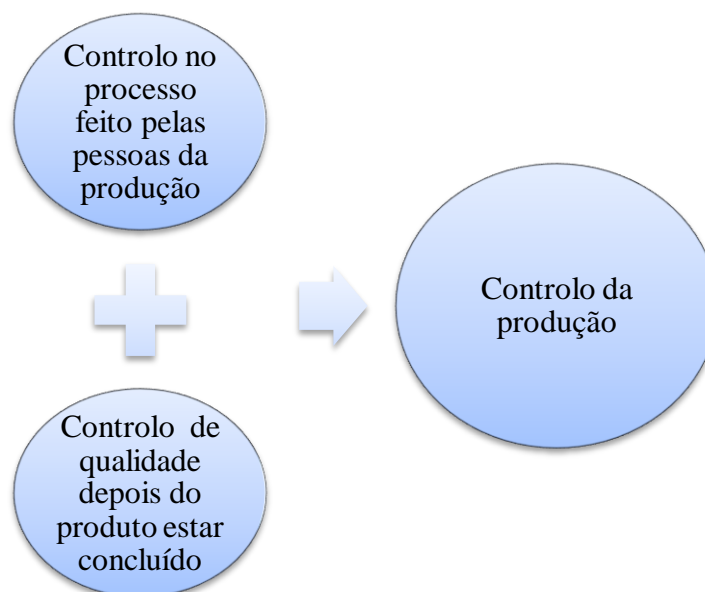 Controlo no
processo
feito pelas
pessoas da
produção
Controlo de
qualidade
depois do
produto estar
concluído
Controlo da
produção